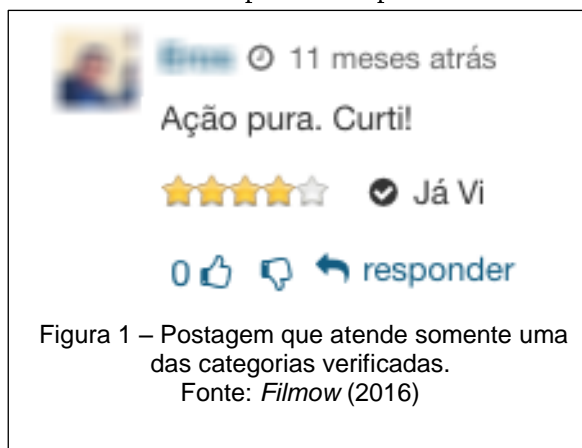 11 meses atrás
Ação pura. Curti!
Já Vi
0 responder
Figura 1 – Postagem que atende somente uma
das categorias verificadas.
Fonte: Filmow (2016)